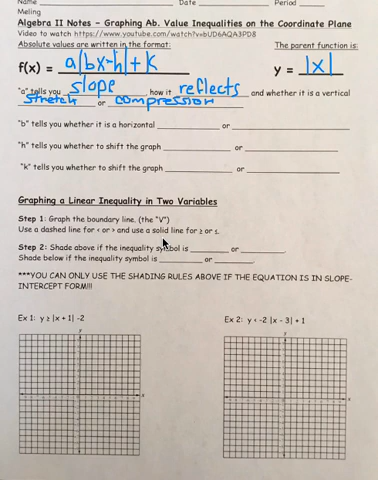 Name Date Period
Meling
Algebra II Notes – Graphing Ab. Value Inequalities on the Coordinate Plane
Video to watch https://www.youtube.com/watch?v=bUD6AQA3PD8
Absolute values are written in the format: The parent function is:
f(x) = a|bx-h|+k y = |x|
"a" tells you slope, how it reflects and whether it is a vertical
stretch or compression
"b" tells you whether it is a horizontal or
"h" tells you whether to shift the graph or
"k" tells you whether to shift the graph or
Graphing a Linear Inequality in Two Variables
Step 1: Graph the boundary line. (the "V")
Use a dashed line for < or > and use a solid line for ≥ or ≤.
Step 2: Shade above if the inequality symbol is or
Shade below if the inequality symbol is or .
***YOU CAN ONLY USE THE SHADING RULES ABOVE IF THE EQUATION IS IN SLOPE-
INTERCEPT FORM!!!
Ex 1: y ≥ |x + 1| -2 Ex 2: y < -2 |x - 3| + 1
y y
x x